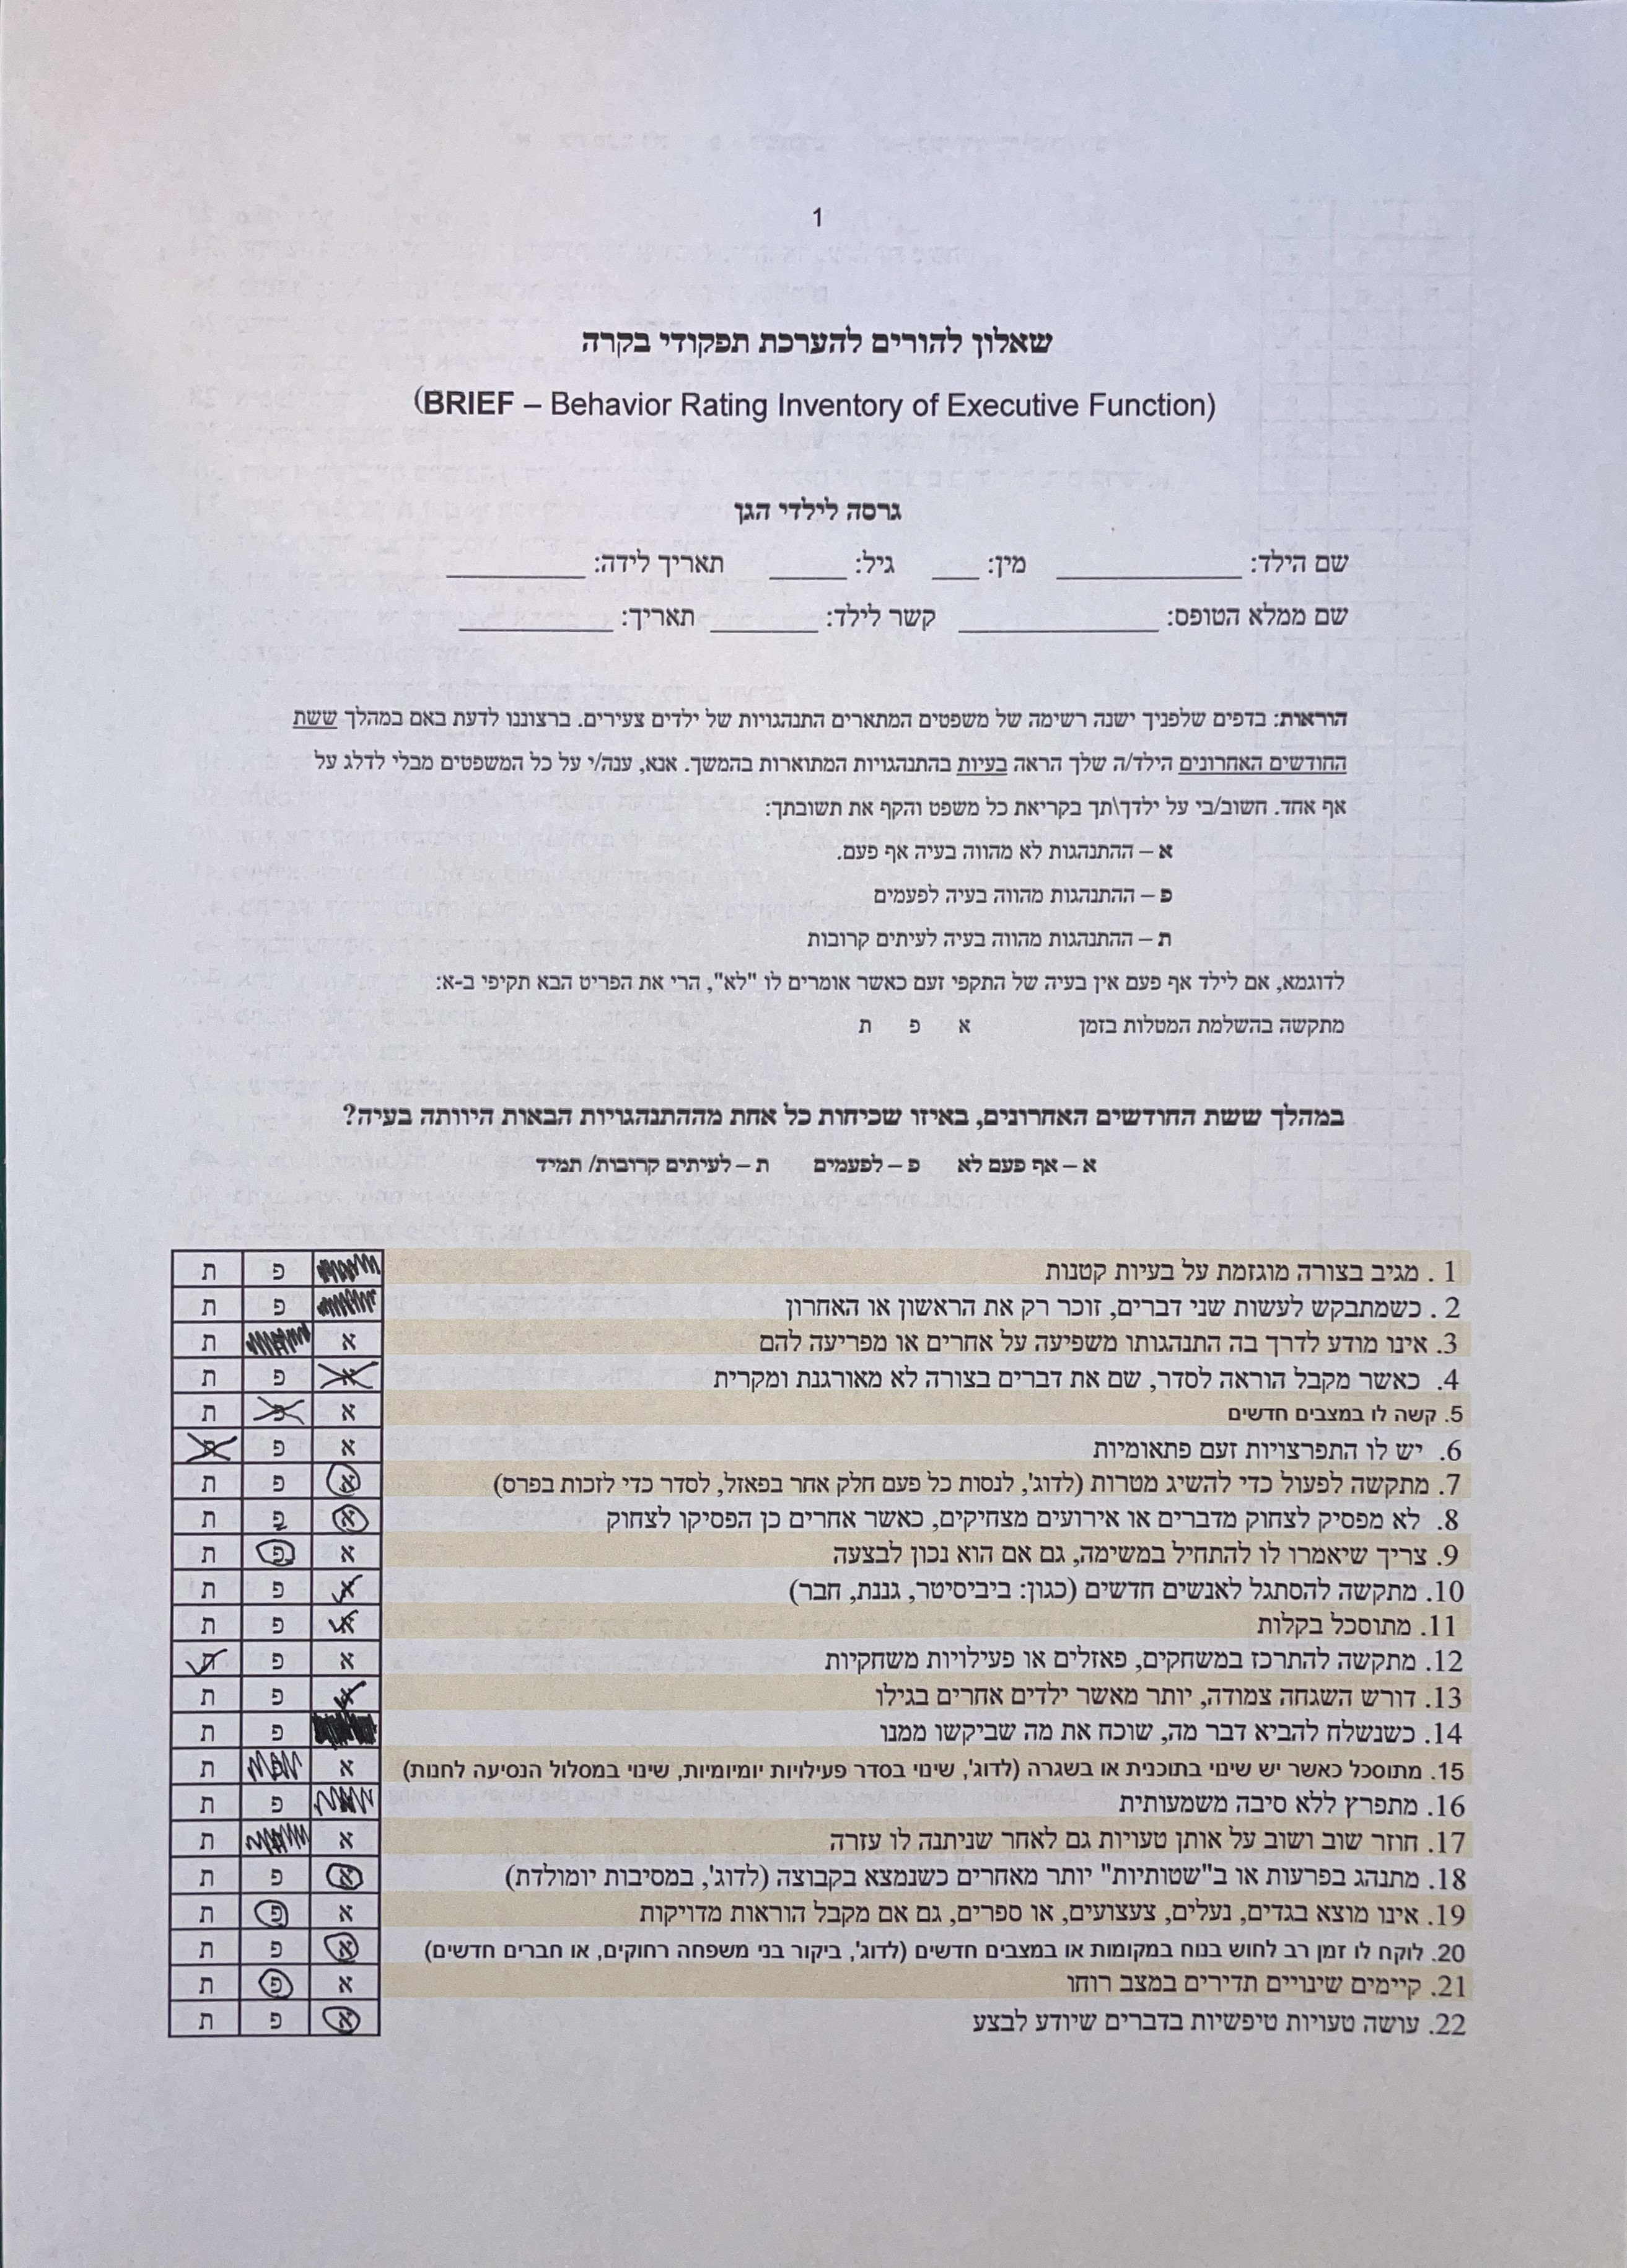 1
שאלון להורים להערכת תפקודי בקרה
(BRIEF – Behavior Rating Inventory of Executive Function)
גרסה לילדי הגן
שם הילד: ____________ מין: ___ גיל: _____ תאריך לידה: _________
שם ממלא הטופס: _____________ קשר לילד: _______ תאריך: __________
הוראות: בדפים שלפניך ישנה רשימה של משפטים המתארים התנהגויות של ילדים צעירים. ברצוננו לדעת באם במהלך ששת
החודשים האחרונים הילד/ה שלך הראה בעיות בהתנהגויות המתוארות בהמשך. אנא, ענה/י על כל המשפטים מבלי לדלג על
אף אחד. חשוב/בי על ילדך\תך בקריאת כל משפט והקף את תשובתך:
א – ההתנהגות לא מהווה בעיה אף פעם.
פ – ההתנהגות מהווה בעיה לפעמים
ת – ההתנהגות מהווה בעיה לעיתים קרובות
לדוגמא, אם לילד אף פעם אין בעיה של התקפי זעם כאשר אומרים לו "לא", הרי את הפריט הבא תקיפי ב-א:
מתקשה בהשלמת המטלות בזמן א פ ת
במהלך ששת החודשים האחרונים, באיזו שכיחות כל אחת מההתנהגויות הבאות היוותה בעיה?
א – אף פעם לא פ – לפעמים ת – לעיתים קרובות/ תמיד
1 . מגיב בצורה מוגזמת על בעיות קטנות פ ת
2 . כשמתבקש לעשות שני דברים, זוכר רק את הראשון או האחרון פ ת
3. אינו מודע לדרך בה התנהגותו משפיעה על אחרים או מפריעה להם א ת
4. כאשר מקבל הוראה לסדר, שם את דברים בצורה לא מאורגנת ומקרית א פ ת
5. קשה לו במצבים חדשים א פ ת
6. יש לו התפרצויות זעם פתאומיות א פ ת
7. מתקשה לפעול כדי להשיג מטרות (לדוג', לנסות כל פעם חלק אחר בפאזל, לסדר כדי לזכות בפרס) א פ ת
8. לא מפסיק לצחוק מדברים או אירועים מצחיקים, כאשר אחרים כן הפסיקו לצחוק א פ ת
9. צריך שיאמרו לו להתחיל במשימה, גם אם הוא נכון לבצעה א פ ת
10. מתקשה להסתגל לאנשים חדשים (כגון: ביביסיטר, גננת, חבר) א פ ת
11. מתוסכל בקלות א פ ת
12. מתקשה להתרכז במשחקים, פאזלים או פעילויות משחקיות א פ ת
13. דורש השגחה צמודה, יותר מאשר ילדים אחרים בגילו א פ ת
14. כשנשלח להביא דבר מה, שוכח את מה שביקשו ממנו פ ת
15. מתוסכל כאשר יש שינוי בתוכנית או בשגרה (לדוג', שינוי בסדר פעילויות יומיומיות, שינוי במסלול הנסיעה לחנות) א פ ת
16. מתפרץ ללא סיבה משמעותית א פ ת
17. חוזר שוב ושוב על אותן טעויות גם לאחר שניתנה לו עזרה א פ ת
18. מתנהג בפרעות או ב"שטותיות" יותר מאחרים כשנמצא בקבוצה (לדוג', במסיבות יומולדת) א פ ת
19. אינו מוצא בגדים, נעלים, צעצועים, או ספרים, גם אם מקבל הוראות מדויקות א פ ת
20. לוקח לו זמן רב לחוש בנוח במקומות או במצבים חדשים (לדוג', ביקור בני משפחה רחוקים, או חברים חדשים) א פ ת
21. קיימים שינויים תדירים במצב רוחו א פ ת
22. עושה טעויות טיפשיות בדברים שיודע לבצע א פ ת